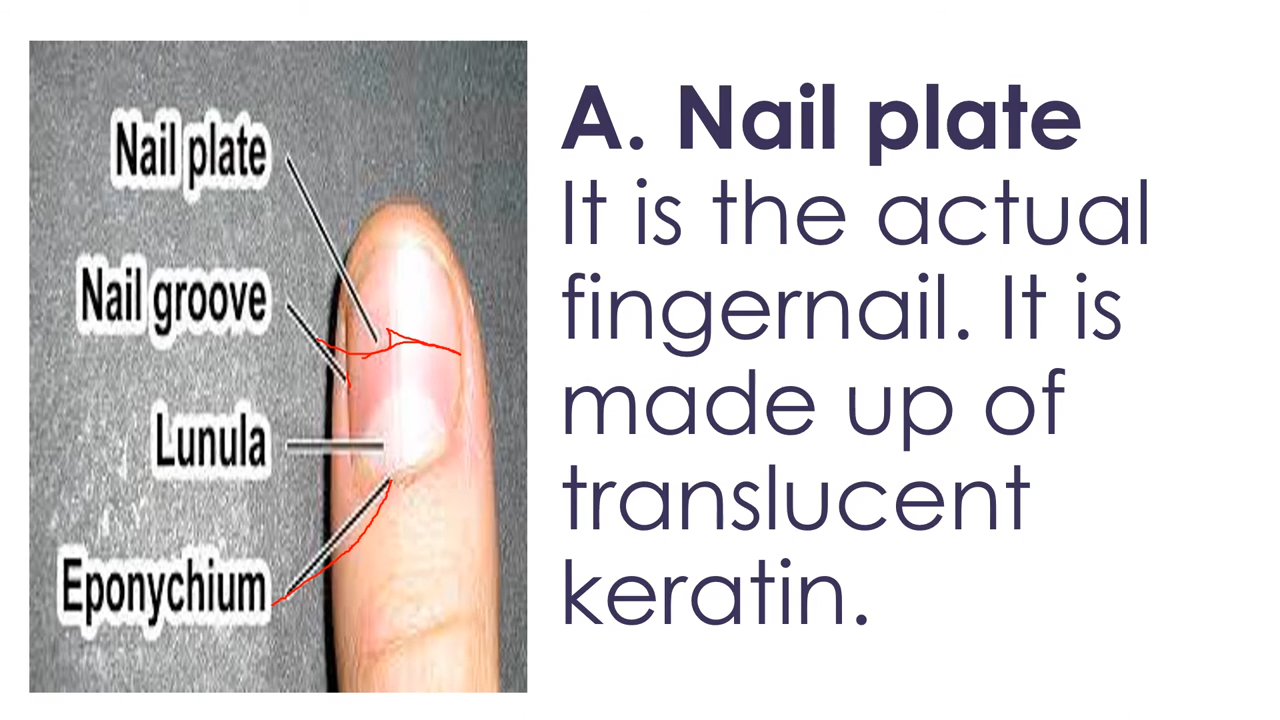 Nail plate
Nail groove
Lunula
Eponychium
A. Nail plate
It is the actual
fingernail. It is
made up of
translucent
keratin.